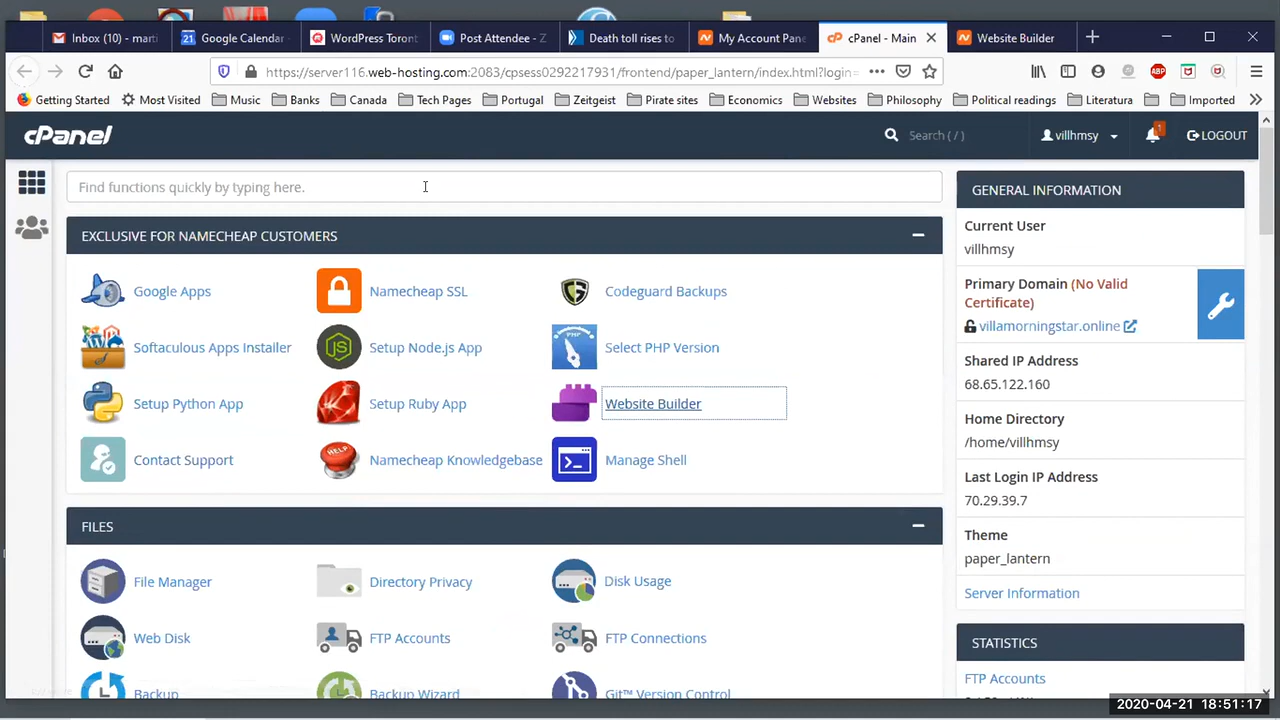 Inbox (10) - marti
Google Calendar
WordPress Toront
Post Attendee - Z
Death toll rises to
My Account Pane
cPanel - Main
Website Builder
https://server116.web-hosting.com:2083/cpsess0292217931/frontend/paper_lantern/index.html?login=
Getting Started
Most Visited
Music
Banks
Canada
Tech Pages
Portugal
Zeitgeist
Pirate sites
Economics
Websites
Philosophy
Political readings
Literatura
Imported
cPanel
Search ( / )
villhmsy
1
LOGOUT
Find functions quickly by typing here.
EXCLUSIVE FOR NAMECHEAP CUSTOMERS
Google Apps
Namecheap SSL
Codeguard Backups
Softaculous Apps Installer
Setup Node.js App
Select PHP Version
Setup Python App
Setup Ruby App
Website Builder
Contact Support
Namecheap Knowledgebase
Manage Shell
FILES
File Manager
Directory Privacy
Disk Usage
Web Disk
FTP Accounts
FTP Connections
Backup
Backup Wizard
Git™ Version Control
GENERAL INFORMATION
Current User
villhmsy
Primary Domain (No Valid
Certificate)
villamorningstar.online
Shared IP Address
68.65.122.160
Home Directory
/home/villhmsy
Last Login IP Address
70.29.39.7
Theme
paper_lantern
Server Information
STATISTICS
FTP Accounts
2020-04-21 18:51:17